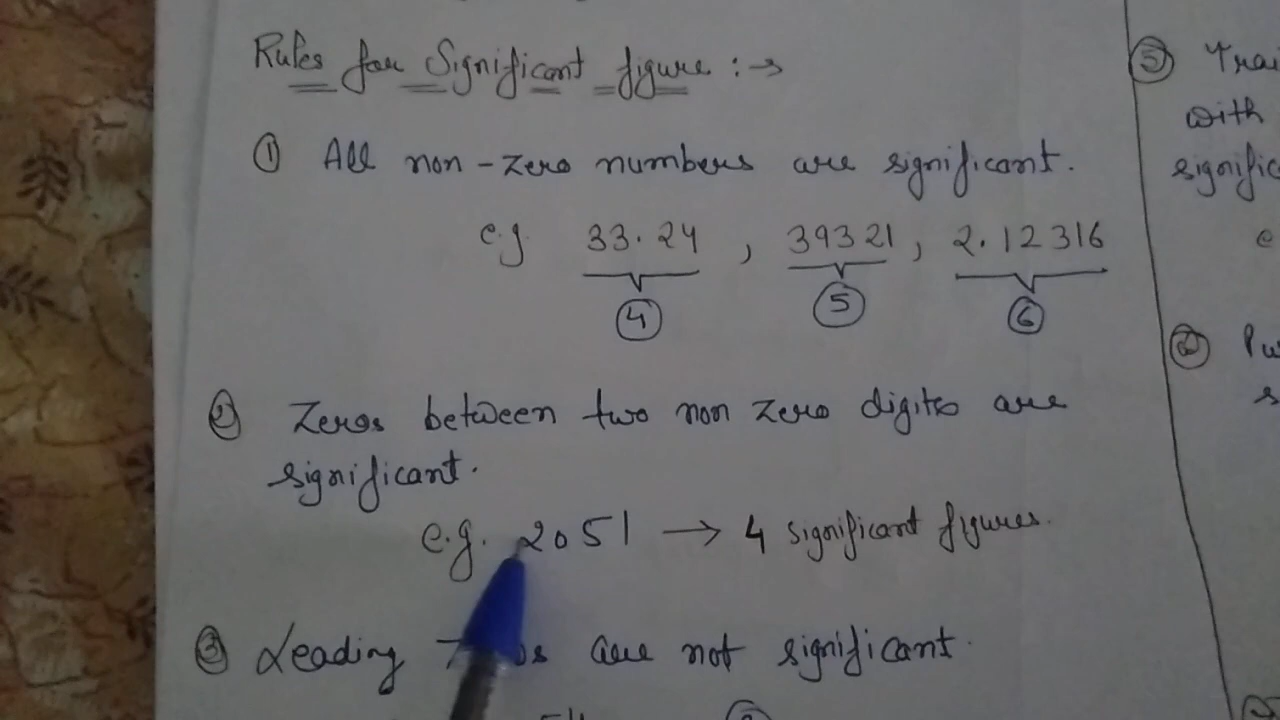 Rules for Significant figure : →
① All non-zero numbers are significant.
e.g 33.24 , 39321 , 2.12316
④ ⑤ ⑥
② Zeros between two non zero digits are
significant.
e.g. 2051 → 4 significant figures.
③ Leading are not significant.
⑤
with